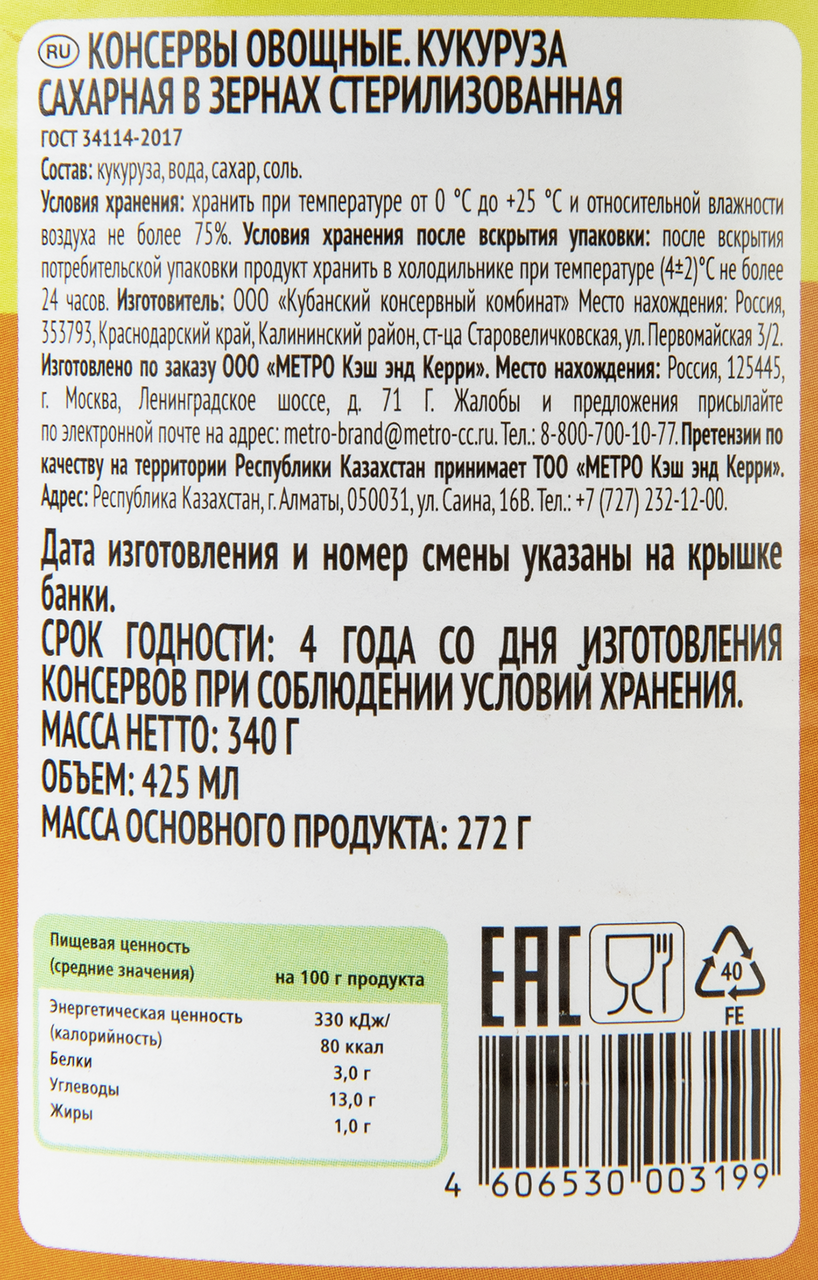 RU КОНСЕРВЫ ОВОЩНЫЕ. КУКУРУЗА
САХАРНАЯ В ЗЕРНАХ СТЕРИЛИЗОВАННАЯ
ГОСТ 34114-2017
Состав: кукуруза, вода, сахар, соль.
Условия хранения: хранить при температуре от 0 °С до +25 °С и относительной влажности
воздуха не более 75%. Условия хранения после вскрытия упаковки: после вскрытия
потребительской упаковки продукт хранить в холодильнике при температуре (4±2)°С не более
24 часов. Изготовитель: ООО «Кубанский консервный комбинат» Место нахождения: Россия,
353793, Краснодарский край, Калининский район, ст-ца Старовеличковская, ул. Первомайская 3/2.
Изготовлено по заказу ООО «МЕТРО Кэш энд Керри». Место нахождения: Россия, 125445,
г. Москва, Ленинградское шоссе, д. 71 Г. Жалобы и предложения присылайте
по электронной почте на адрес: metro-brand@metro-cc.ru. Тел.: 8-800-700-10-77. Претензии по
качеству на территории Республики Казахстан принимает ТОО «МЕТРО Кэш энд Керри».
Адрес: Республика Казахстан, г. Алматы, 050031, ул. Саина, 16В. Тел.: +7 (727) 232-12-00.
Дата изготовления и номер смены указаны на крышке
банки.
СРОК ГОДНОСТИ: 4 ГОДА СО ДНЯ ИЗГОТОВЛЕНИЯ
КОНСЕРВОВ ПРИ СОБЛЮДЕНИИ УСЛОВИЙ ХРАНЕНИЯ.
МАССА НЕТТО: 340 Г
ОБЪЕМ: 425 МЛ
МАССА ОСНОВНОГО ПРОДУКТА: 272 Г
Пищевая ценность
(средние значения) на 100 г продукта
Энергетическая ценность 330 кДж/
(калорийность) 80 ккал
Белки 3,0 г
Углеводы 13,0 г
Жиры 1,0 г
EAC
40
FE
4 606530 003199